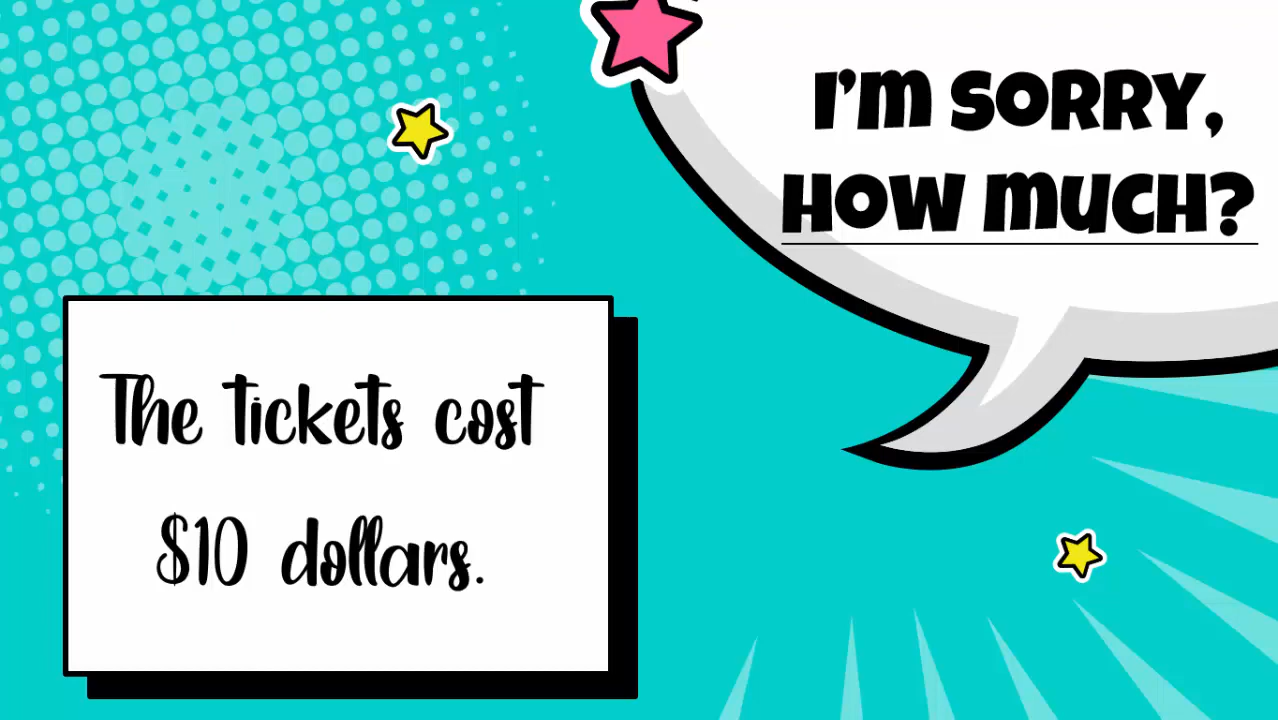 I'm SORRY,
HOW mUCH?
The tickets cost
$10 dollars.